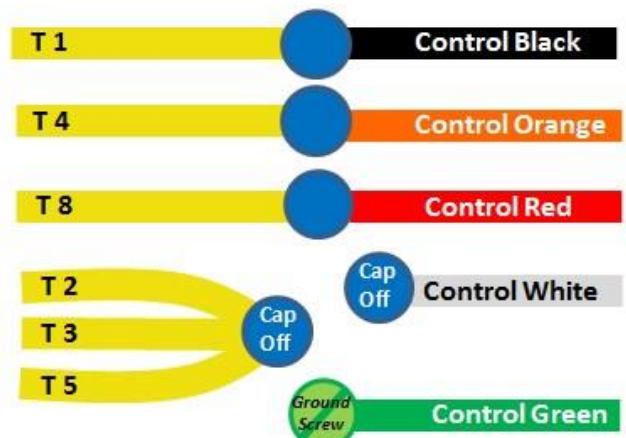 T 1 Control Black
T 4 Control Orange
T 8 Control Red
T 2
T 3
T 5
Cap
Off
Cap
Off
Control White
Ground
Screw
Control Green